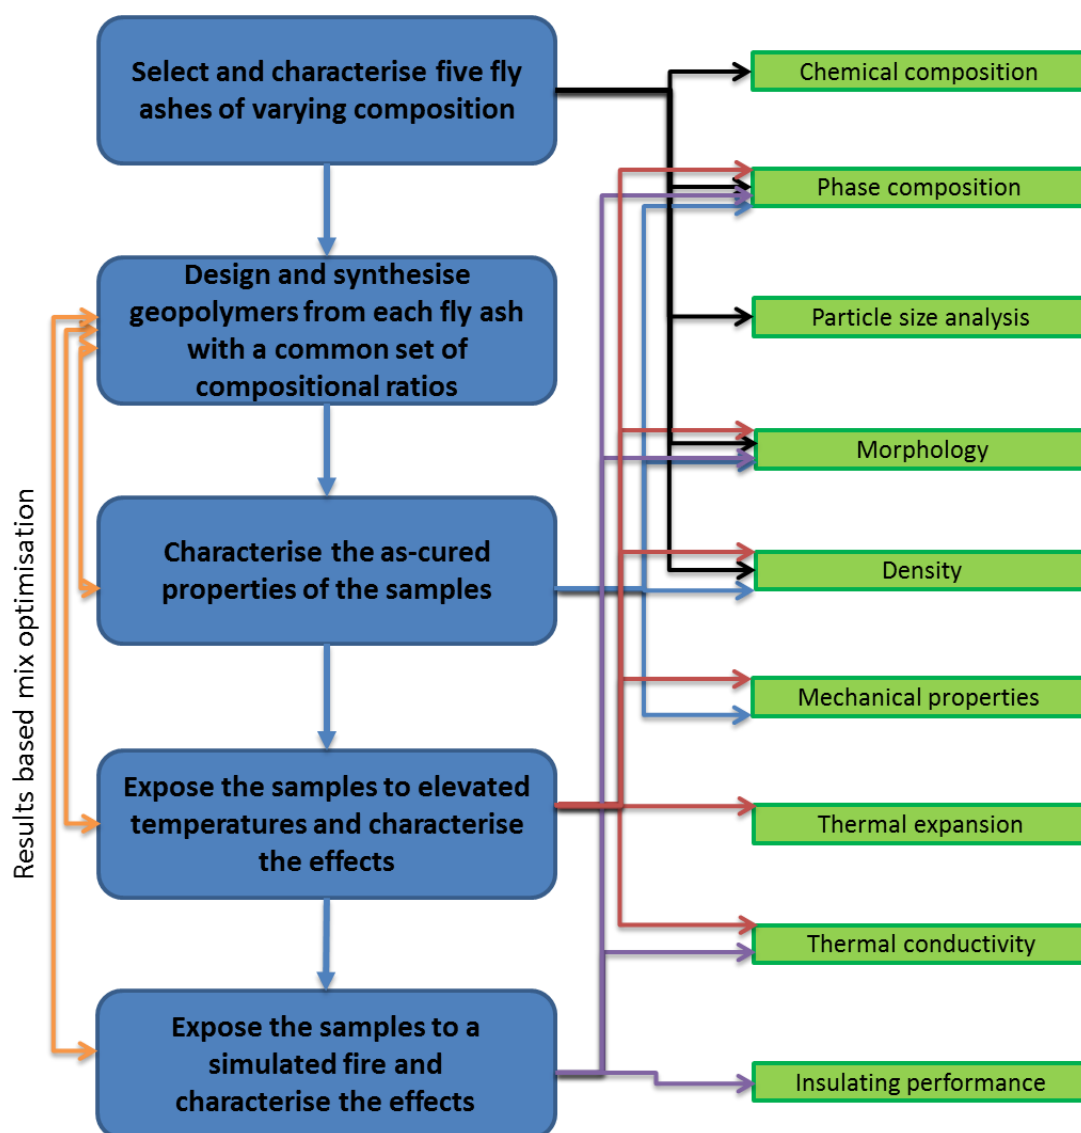 Select and characterise five fly
ashes of varying composition
Design and synthesise
geopolymers from each fly ash
with a common set of
compositional ratios
Characterise the as-cured
properties of the samples
Expose the samples to elevated
temperatures and characterise
the effects
Expose the samples to a
simulated fire and
characterise the effects
Results based mix optimisation
Chemical composition
Phase composition
Particle size analysis
Morphology
Density
Mechanical properties
Thermal expansion
Thermal conductivity
Insulating performance